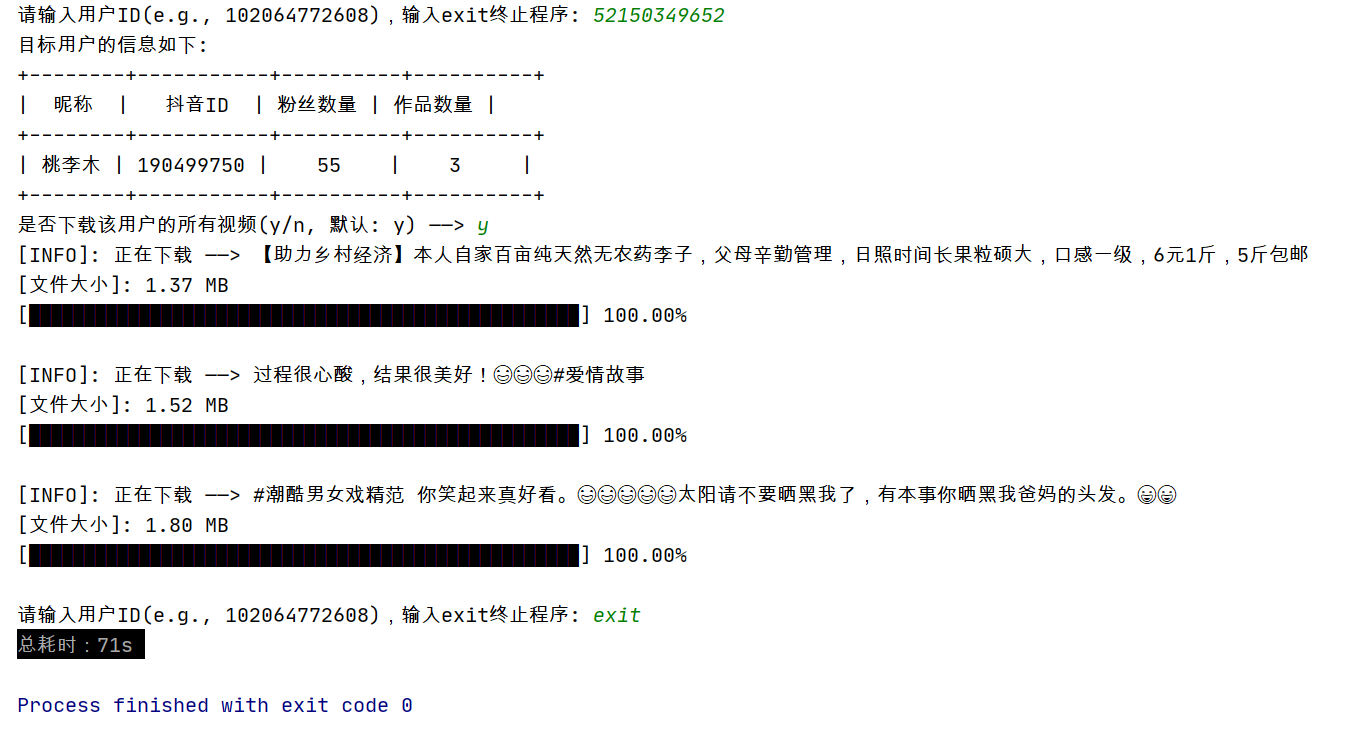 请输入用户ID(e.g., 102064772608)，输入exit终止程序: 52150349652
目标用户的信息如下:
+--------+-----------+----------+----------+
|  昵称  |   抖音ID  | 粉丝数量 | 作品数量 |
+--------+-----------+----------+----------+
| 桃李木 | 190499750 |    55    |    3     |
+--------+-----------+----------+----------+
是否下载该用户的所有视频(y/n, 默认: y) ——> y
[INFO]: 正在下载 ——> 【助力乡村经济】本人自家百亩纯天然无农药李子，父母辛勤管理，日照时间长果粒硕大，口感一级，6元1斤，5斤包邮
[文件大小]: 1.37 MB
[██████████████████████████████████████████████████] 100.00%
[INFO]: 正在下载 ——> 过程很心酸，结果很美好！😄😄😄#爱情故事
[文件大小]: 1.52 MB
[██████████████████████████████████████████████████] 100.00%
[INFO]: 正在下载 ——> #潮酷男女戏精范 你笑起来真好看。😄😄😄😄😄太阳请不要晒黑我了，有本事你晒黑我爸妈的头发。😁😁
[文件大小]: 1.80 MB
[██████████████████████████████████████████████████] 100.00%
请输入用户ID(e.g., 102064772608)，输入exit终止程序: exit
总耗时：71s
Process finished with exit code 0